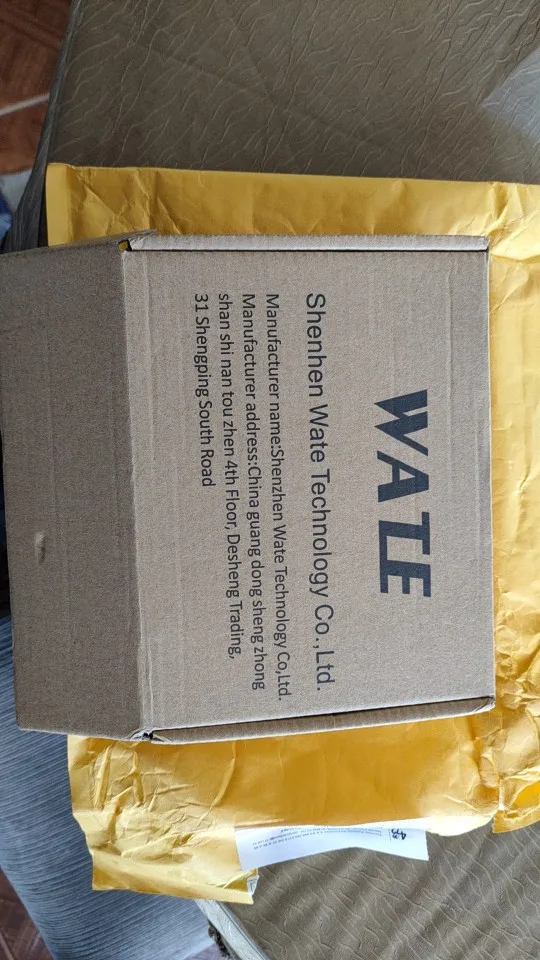 WATE
Shenhen Wate Technology Co.,Ltd.
Manufacturer name:Shenzhen Wate Technology Co,Ltd.
Manufacturer address:China guang dong sheng zhong
shan shi nan tou zhen 4th Floor, Desheng Trading,
31 Shengping South Road